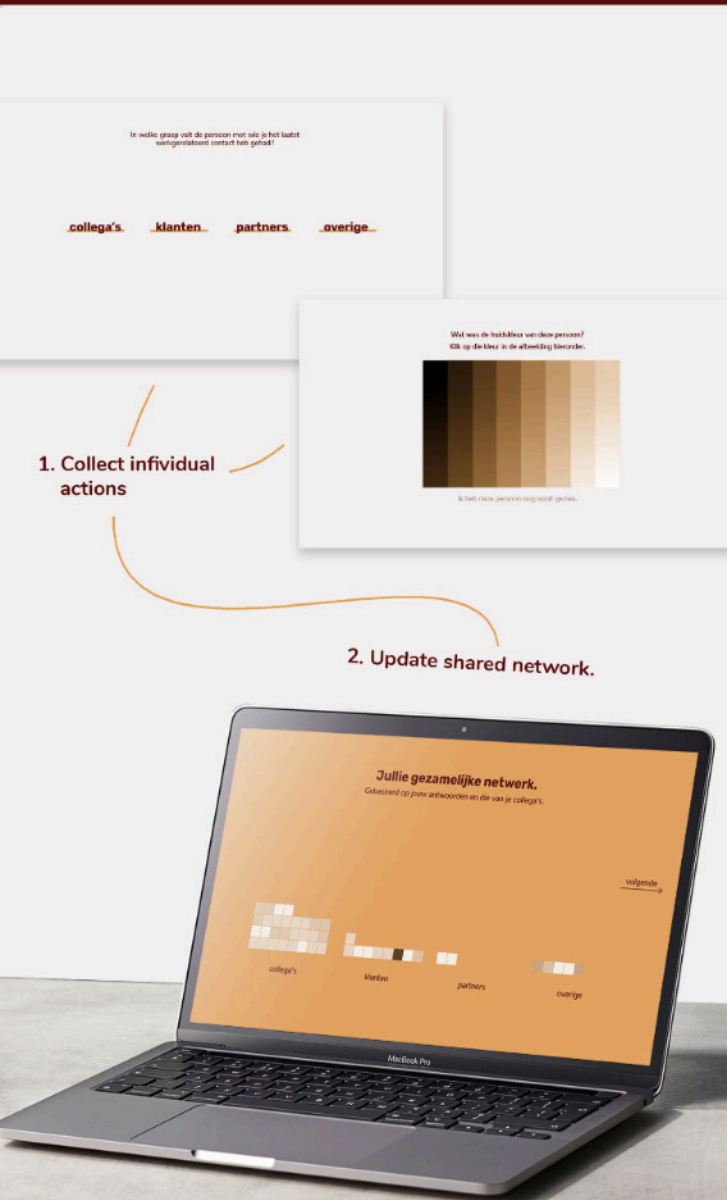 In welke groep valt de persoon met wie je het laatst
werkgerelateerd contact heb gehad?
collega's
klanten
partners
overige
Wat was de huidskleur van deze persoon?
Klik op die kleur in de afbeelding hieronder.
Ik heb deze persoon nog nooit gezien.
1. Collect infividual
actions
2. Update shared network.
Jullie gezamelijke netwerk.
Gebaseerd op jouw antwoorden en die van je collega's.
volgende
collega's
klanten
partners
overige
MacBook Pro